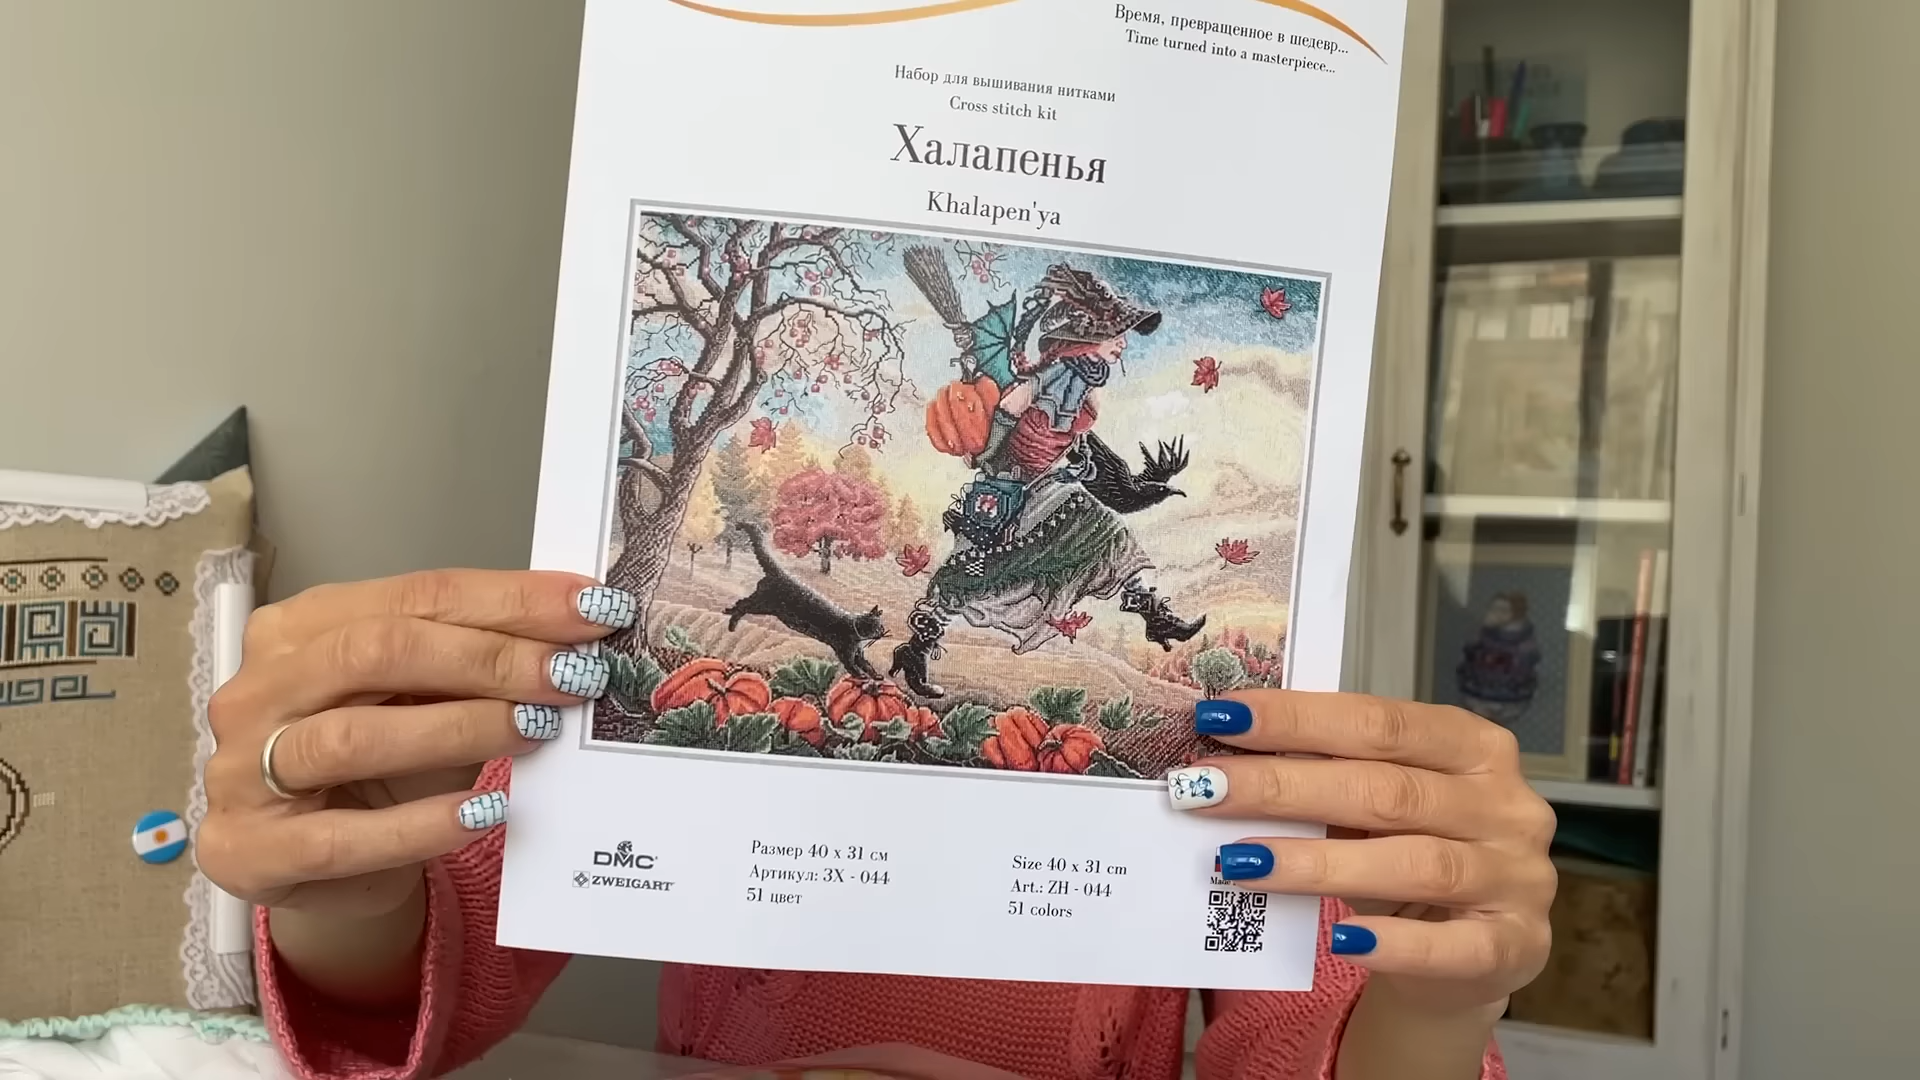 Время, превращенное в шедевр...
Time turned into a masterpiece...
Набор для вышивания нитками
Cross stitch kit
Халапенья
Khalapen'ya
DMC
ZWEIGART
Размер 40 x 31 см
Артикул: ЗХ - 044
51 цвет
Size 40 x 31 cm
Art.: ZH - 044
51 colors
Made